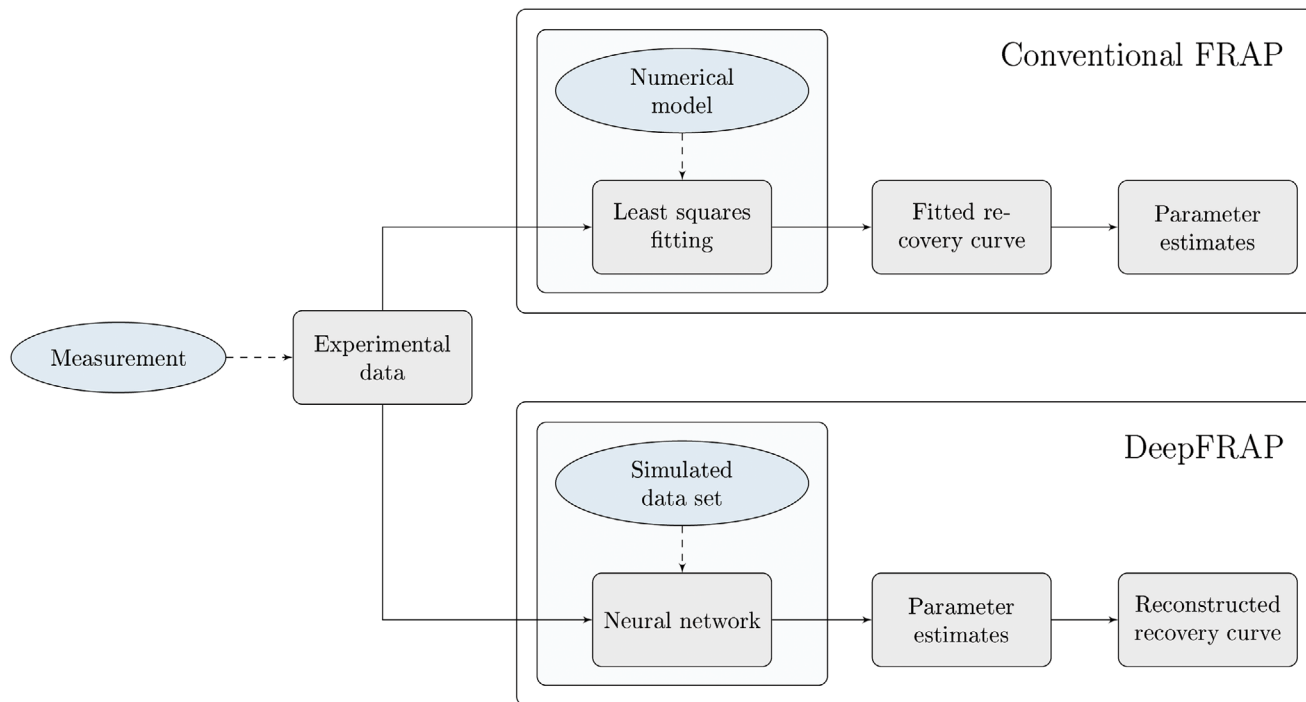 Conventional FRAP
Numerical
model
Least squares
fitting
Fitted re-
covery curve
Parameter
estimates
Measurement
Experimental
data
DeepFRAP
Simulated
data set
Neural network
Parameter
estimates
Reconstructed
recovery curve